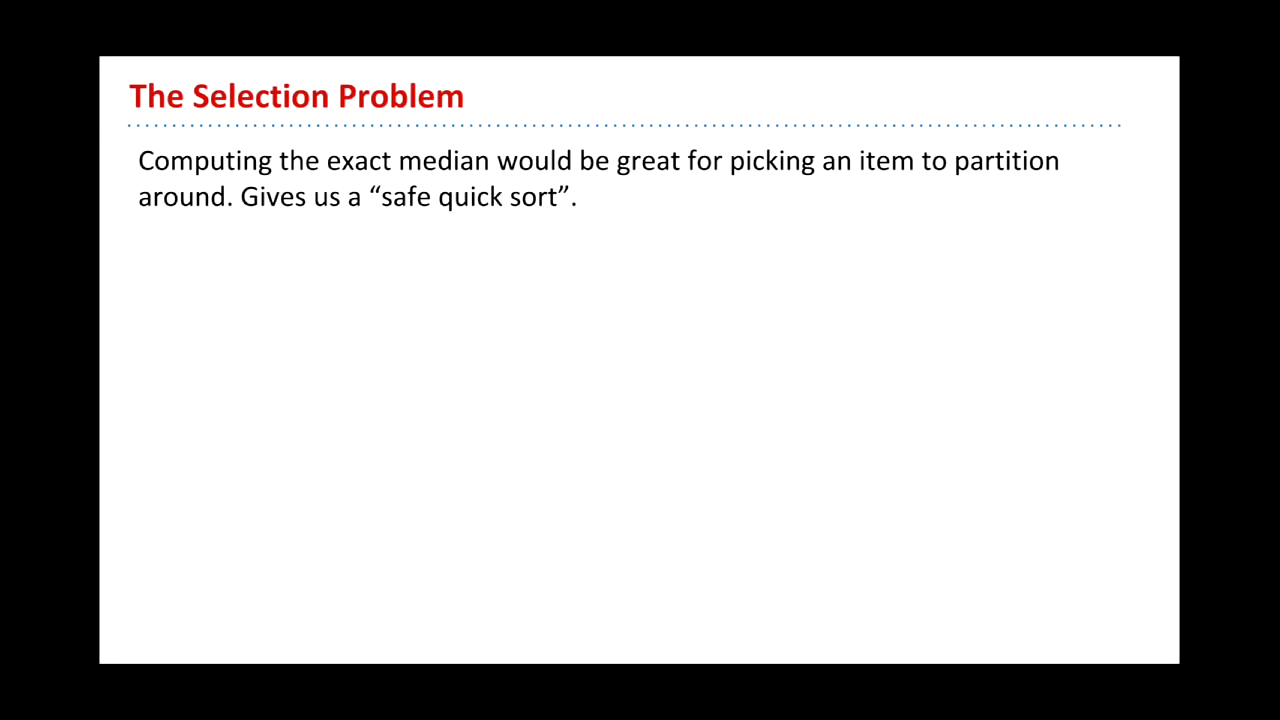 The Selection Problem
Computing the exact median would be great for picking an item to partition
around. Gives us a “safe quick sort”.